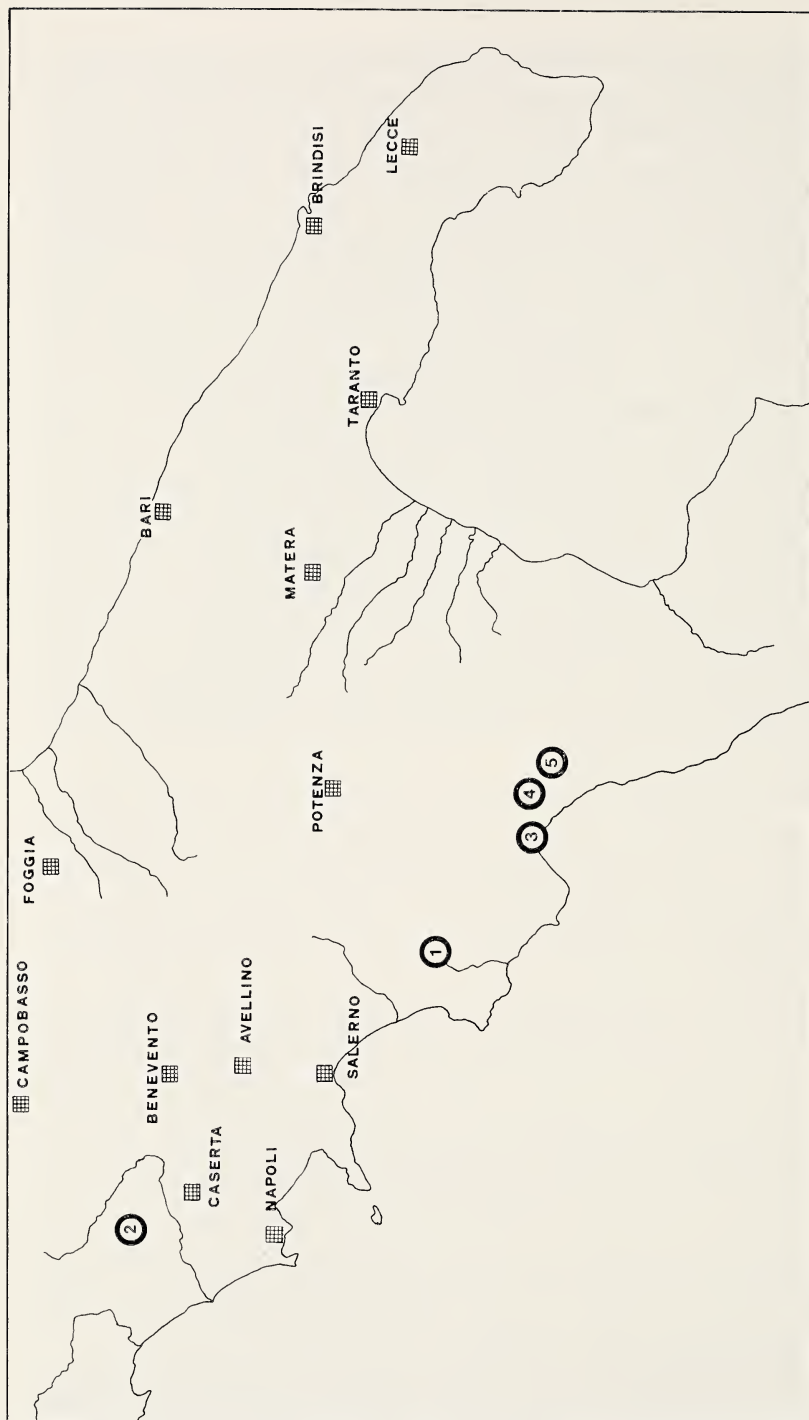 CAMPOBASSO
FOGGIA
BENEVENTO
BARI
2
CASERTA
AVELLINO
NAPOLI
SALERNO
POTENZA
MATERA
BRINDISI
TARANTO
LECCE
1
3
4
5